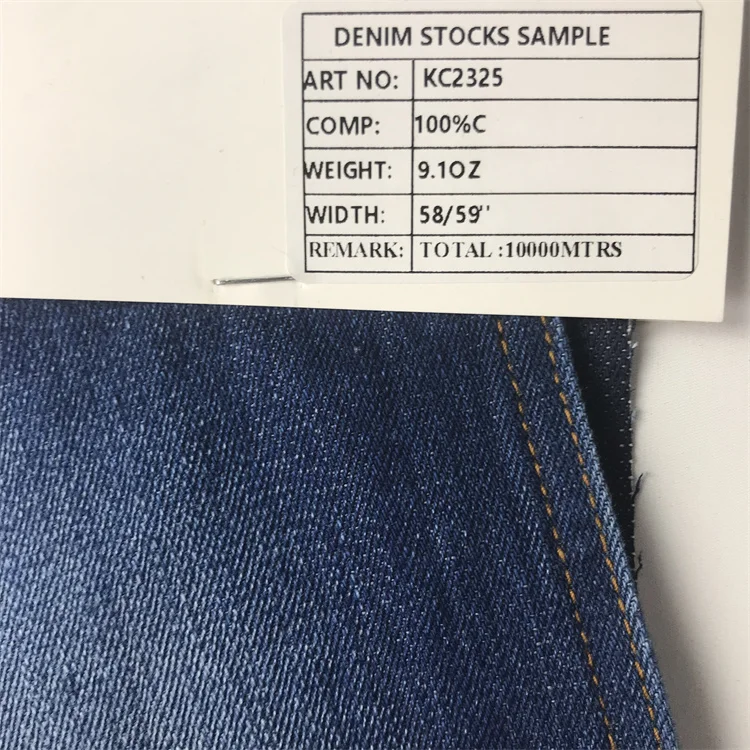 DENIM STOCKS SAMPLE
ART NO: KC2325
COMP: 100%C
WEIGHT: 9.1OZ
WIDTH: 58/59''
REMARK: TOTAL :10000MTRS